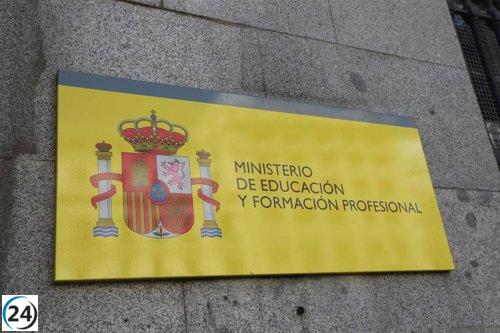 MINISTERIO
DE EDUCACIÓN
Y FORMACIÓN PROFESIONAL
24